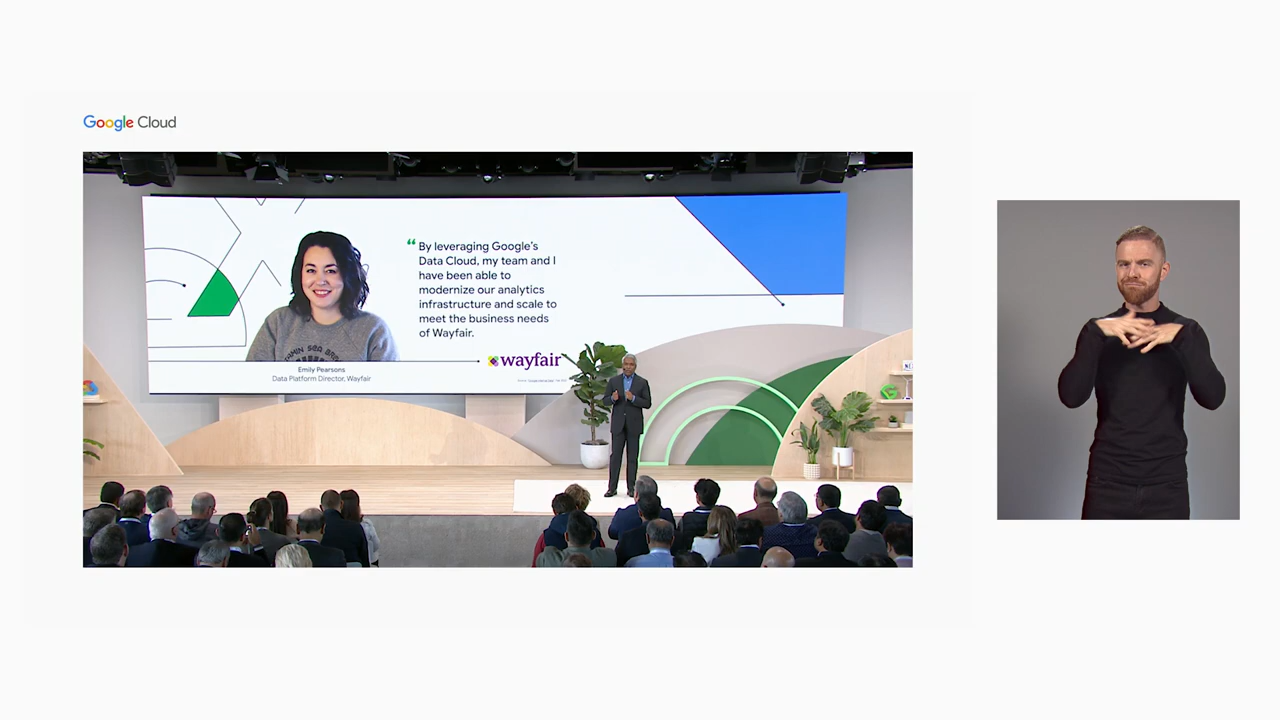 Google Cloud
“ By leveraging Google's
Data Cloud, my team and I
have been able to
modernize our analytics
infrastructure and scale to
meet the business needs
of Wayfair.
wayfair
Emily Pearsons
Data Platform Director, Wayfair